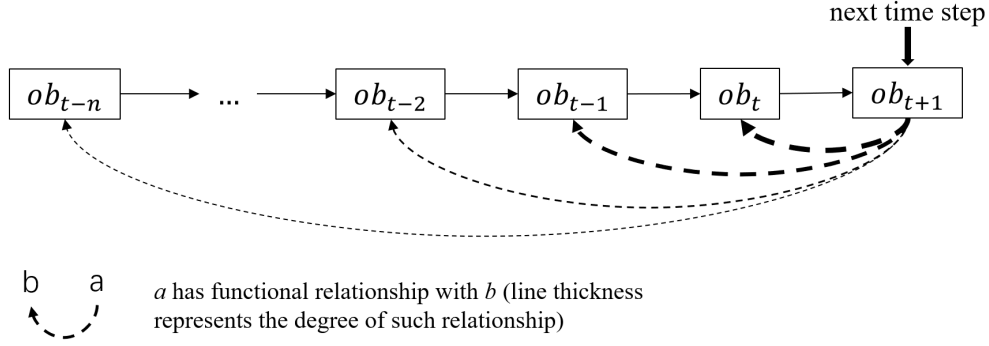 next time step
ob_{t-n} ... ob_{t-2} ob_{t-1} ob_t ob_{t+1}
b a
a has functional relationship with b (line thickness
represents the degree of such relationship)